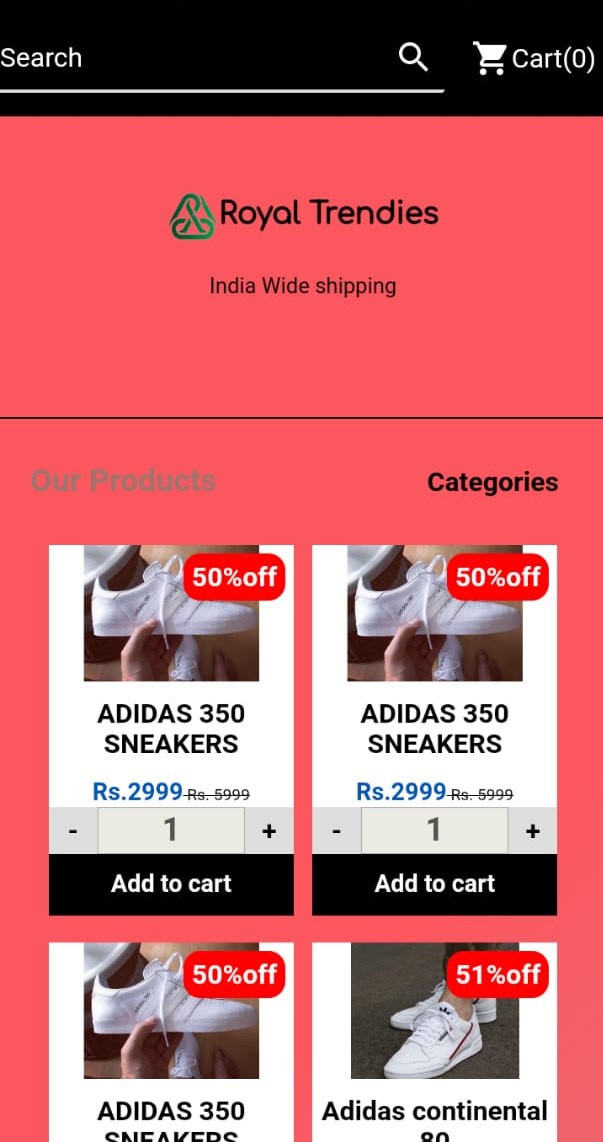 Search
Cart(0)
Royal Trendies
India Wide shipping
Our Products
Categories
50%off
50%off
ADIDAS 350
SNEAKERS
ADIDAS 350
SNEAKERS
Rs.2999 Rs. 5999
Rs.2999 Rs. 5999
- 1 +
- 1 +
Add to cart
Add to cart
50%off
51%off
ADIDAS 350
SNEAKERS
Adidas continental
80